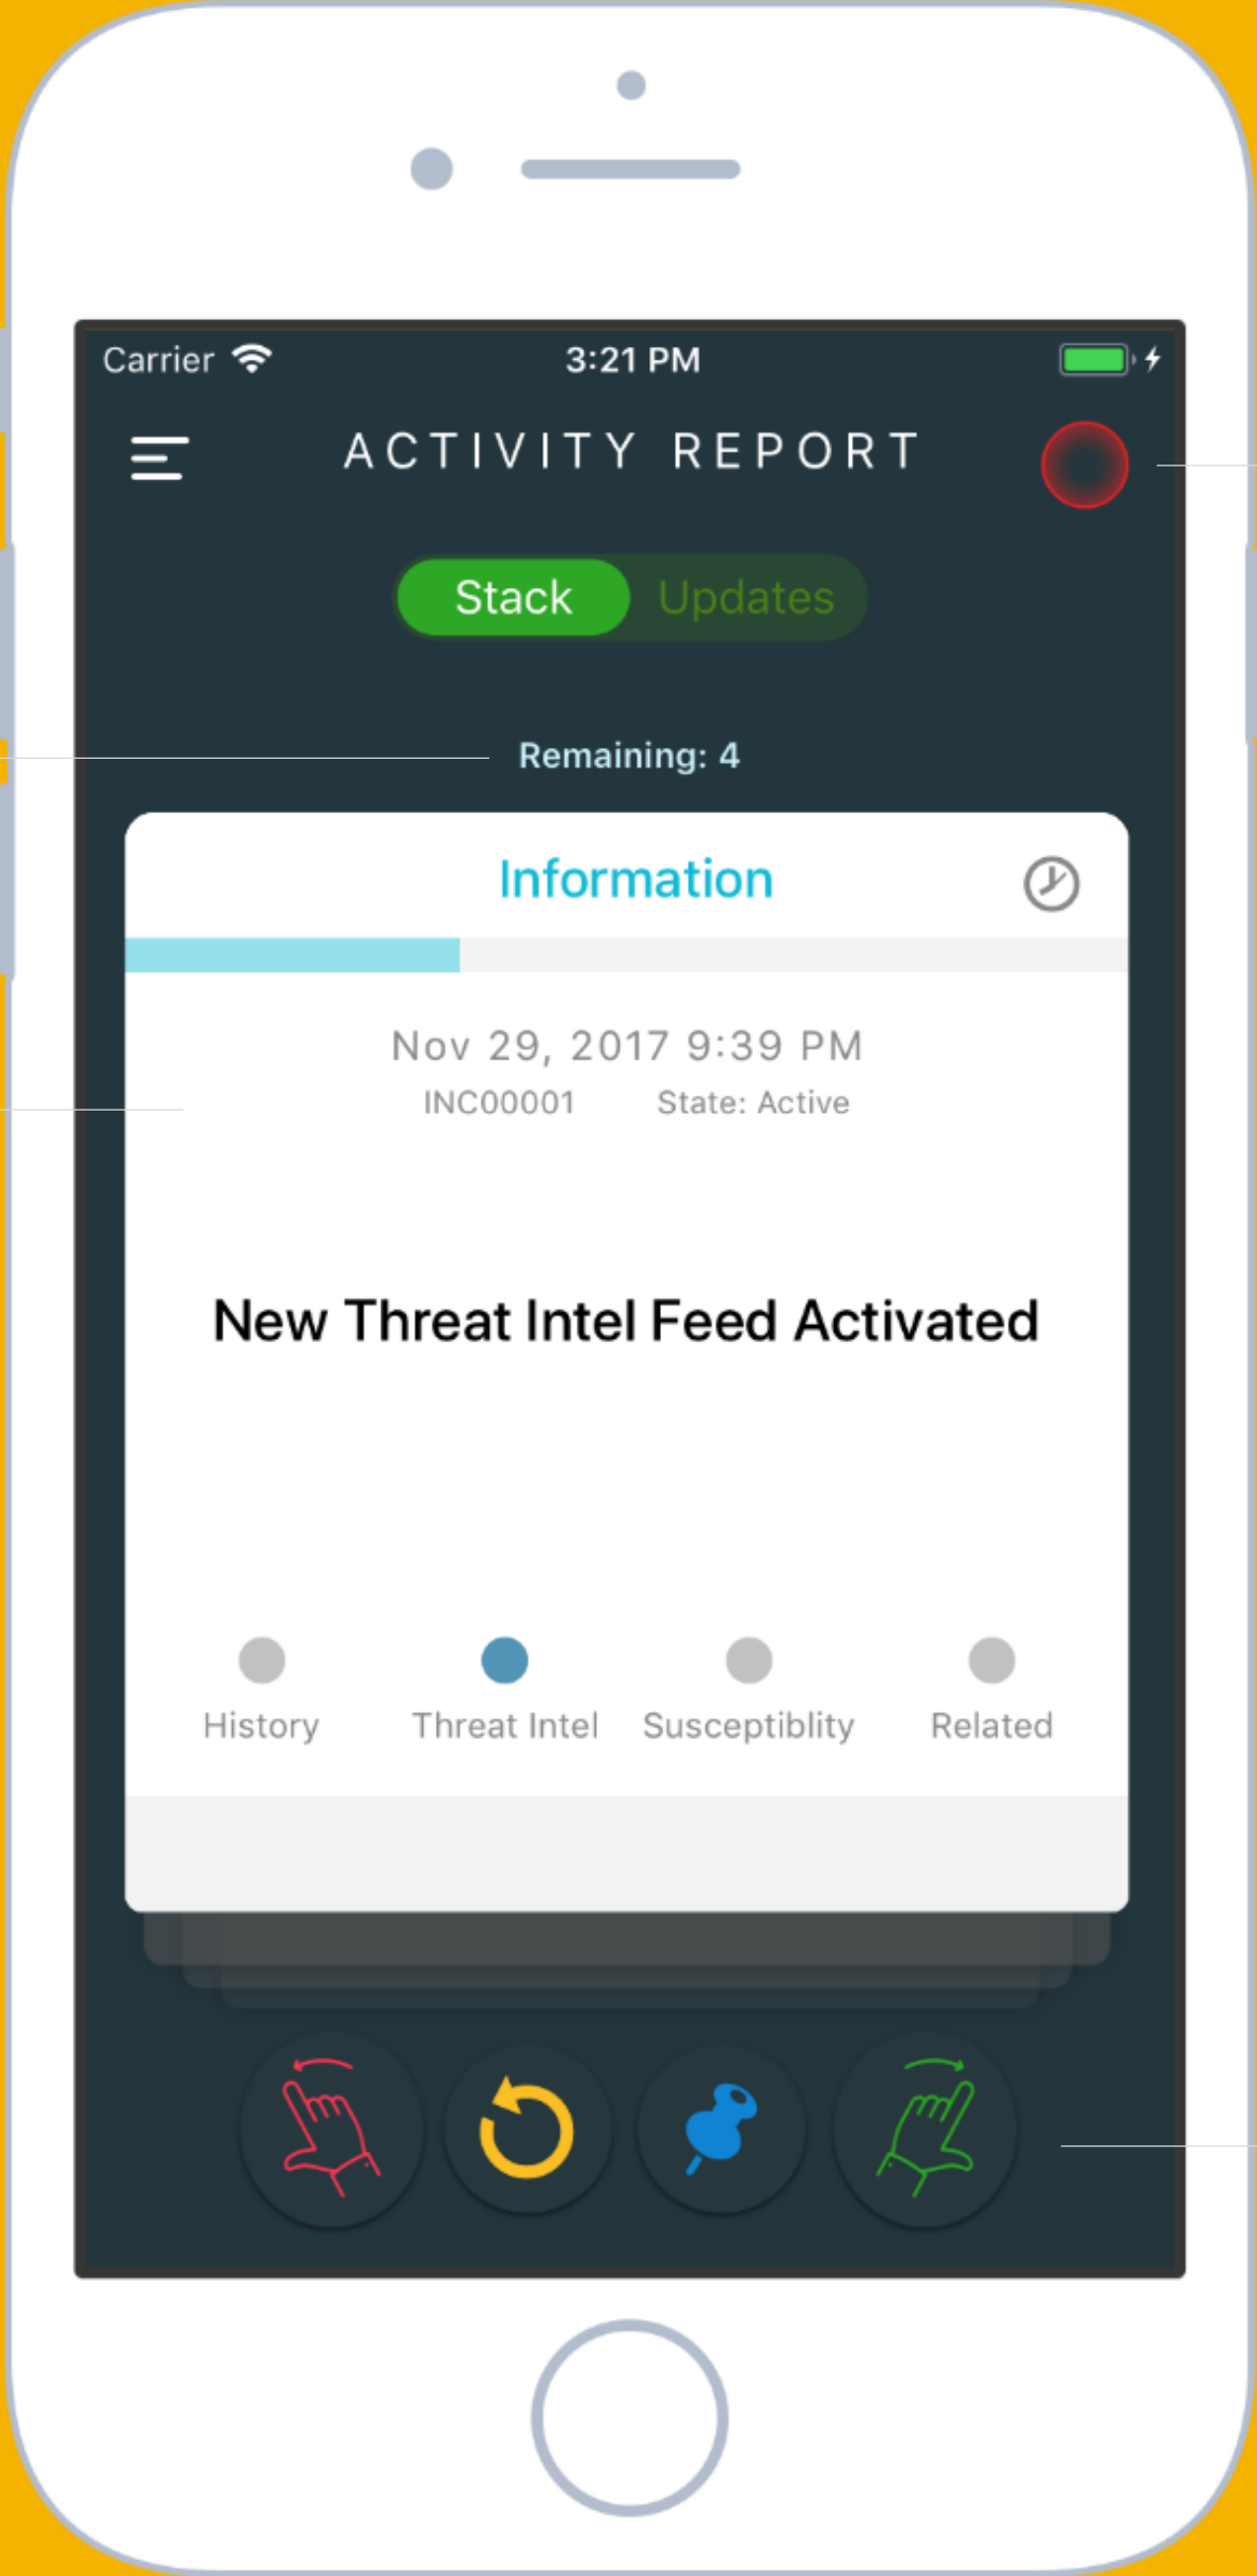 Carrier 3:21 PM
ACTIVITY REPORT
Stack Updates
Remaining: 4
Information
Nov 29, 2017 9:39 PM
INC00001 State: Active
New Threat Intel Feed Activated
History Threat Intel Susceptiblity Related